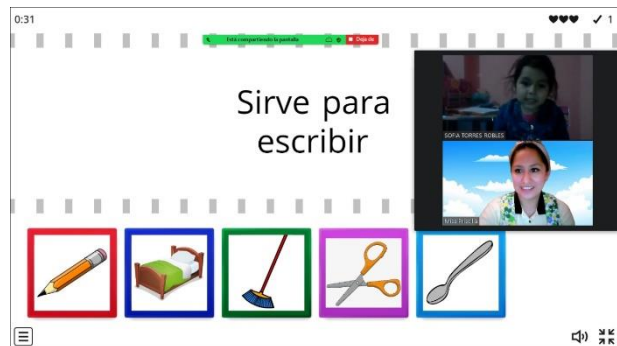 0:31
✓ 1
Está compartiendo la pantalla
Deja de
Sirve para
escribir
SOFIA TORRES ROBLES